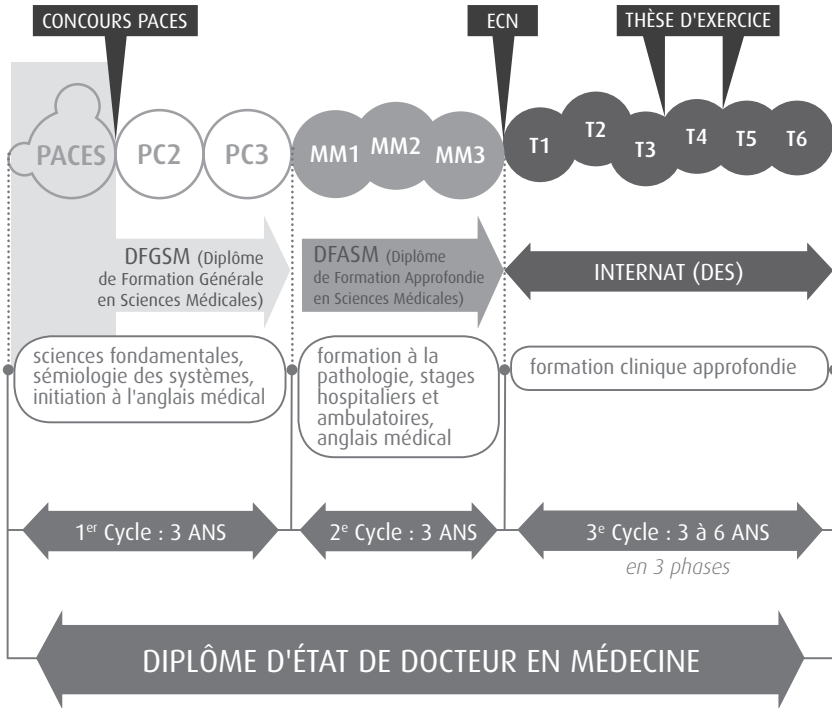 CONCOURS PACES
ECN
THÈSE D'EXERCICE
PACES
PC2
PC3
MM1
MM2
MM3
T1
T2
T3
T4
T5
T6
DFGSM (Diplôme
de Formation Générale
en Sciences Médicales)
DFASM (Diplôme
de Formation Approfondie
en Sciences Médicales)
INTERNAT (DES)
sciences fondamentales,
sémiologie des systèmes,
initiation à l'anglais médical
formation à la
pathologie, stages
hospitaliers et
ambulatoires,
anglais médical
formation clinique approfondie
1er Cycle : 3 ANS
2e Cycle : 3 ANS
3e Cycle : 3 à 6 ANS
en 3 phases
DIPLÔME D'ÉTAT DE DOCTEUR EN MÉDECINE